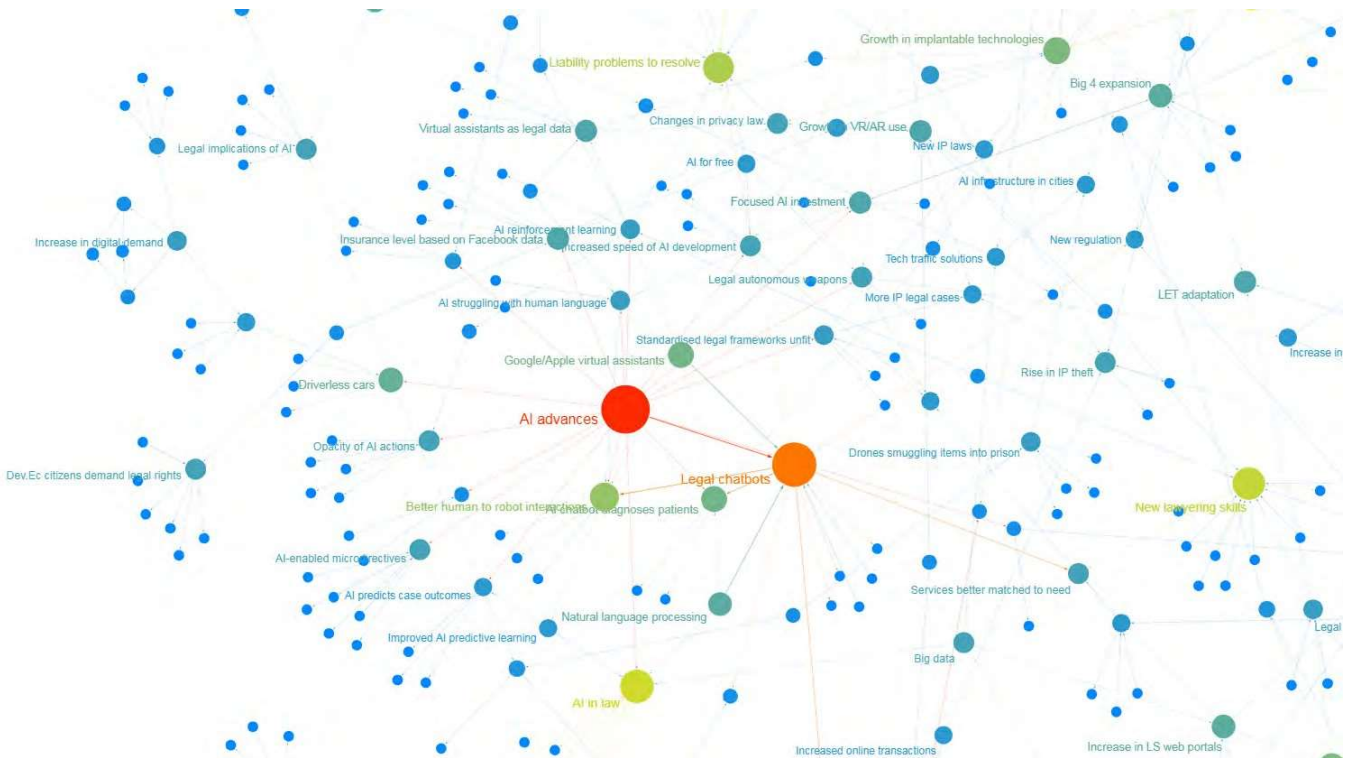 Growth in implantable technologies
Liability problems to resolve
Big 4 expansion
Changes in privacy law
Virtual assistants as legal data
Growth in VR/AR use
Legal implications of AI
New IP laws
AI for free
AI infrastructure in cities
Focused AI investment
AI reinforcement learning
Increase in digital demand
Insurance level based on Facebook data
Increased speed of AI development
New regulation
Tech traffic solutions
Legal autonomous weapons
LET adaptation
AI struggling with human language
More IP legal cases
Standardised legal frameworks unfit
Increase in
Google/Apple virtual assistants
Rise in IP theft
Driverless cars
AI advances
Opacity of AI actions
Drones smuggling items into prison
Dev.Ec citizens demand legal rights
Legal chatbots
Better human to robot interactions
AI chatbot diagnoses patients
New lawyering skills
AI-enabled microdirectives
Services better matched to need
AI predicts case outcomes
Natural language processing
Legal
Improved AI predictive learning
Big data
AI in law
Increased online transactions
Increase in LS web portals